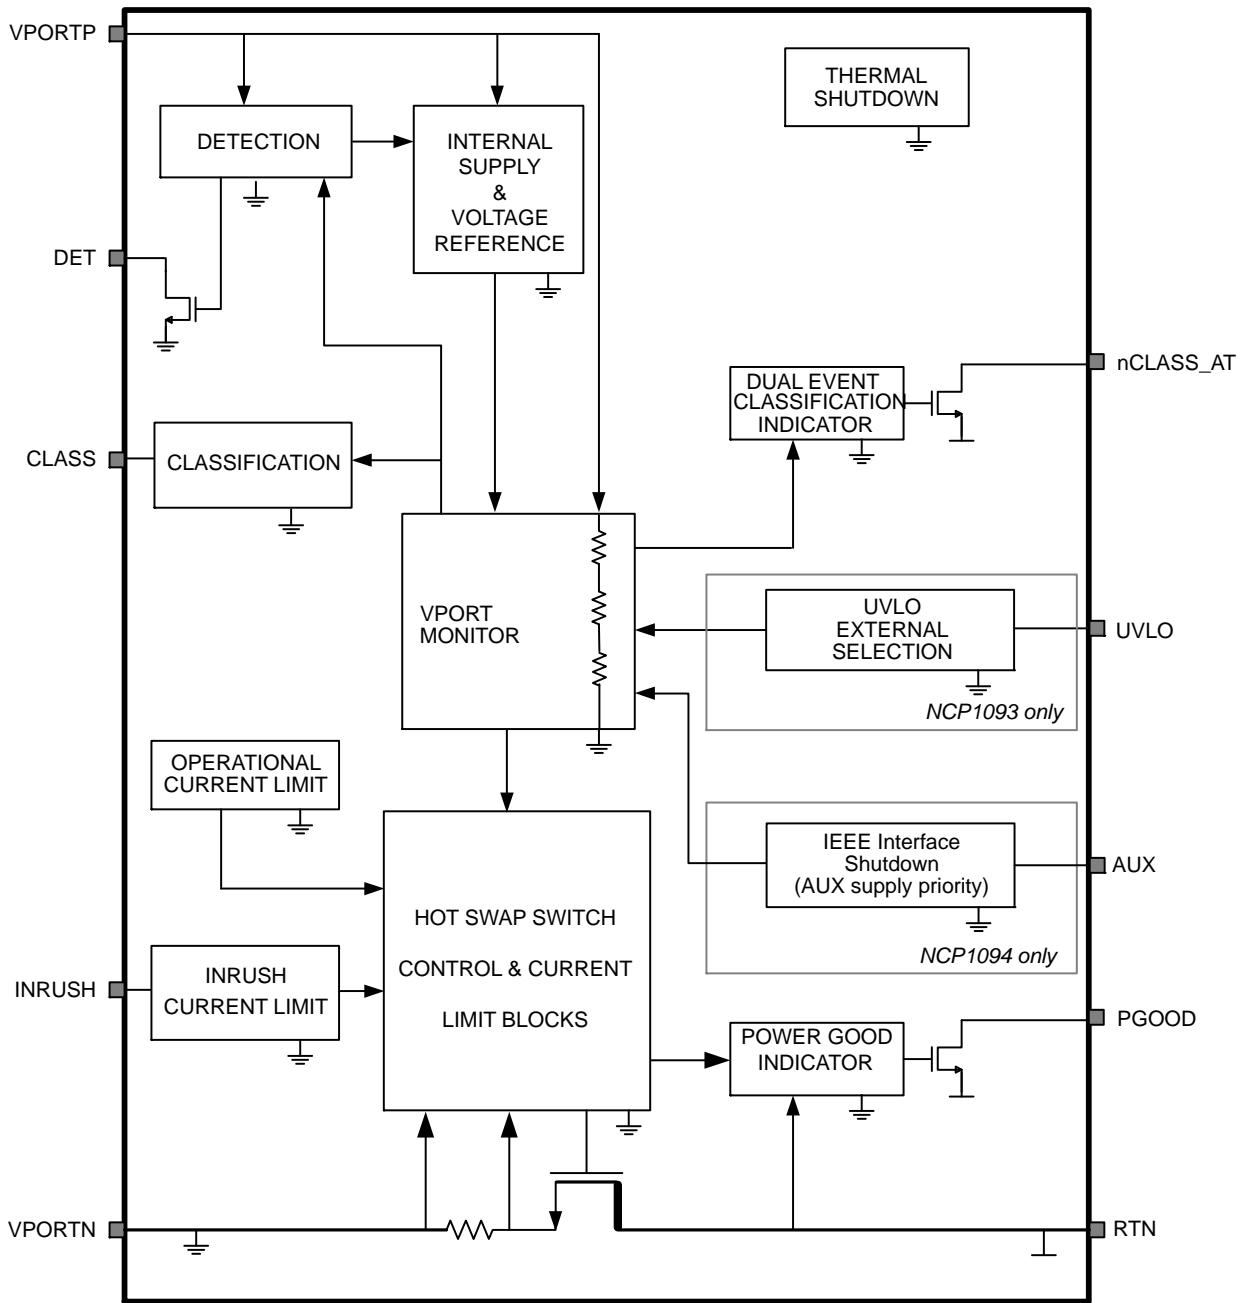 VPORTP
THERMAL
SHUTDOWN
DETECTION
INTERNAL
SUPPLY
&
VOLTAGE
REFERENCE
DET
nCLASS_AT
DUAL EVENT
CLASSIFICATION
INDICATOR
CLASS
CLASSIFICATION
VPORT
MONITOR
UVLO
EXTERNAL
SELECTION
UVLO
NCP1093 only
OPERATIONAL
CURRENT LIMIT
IEEE Interface
Shutdown
(AUX supply priority)
AUX
NCP1094 only
HOT SWAP SWITCH
CONTROL & CURRENT
LIMIT BLOCKS
INRUSH
INRUSH
CURRENT LIMIT
POWER GOOD
INDICATOR
PGOOD
VPORTN
RTN